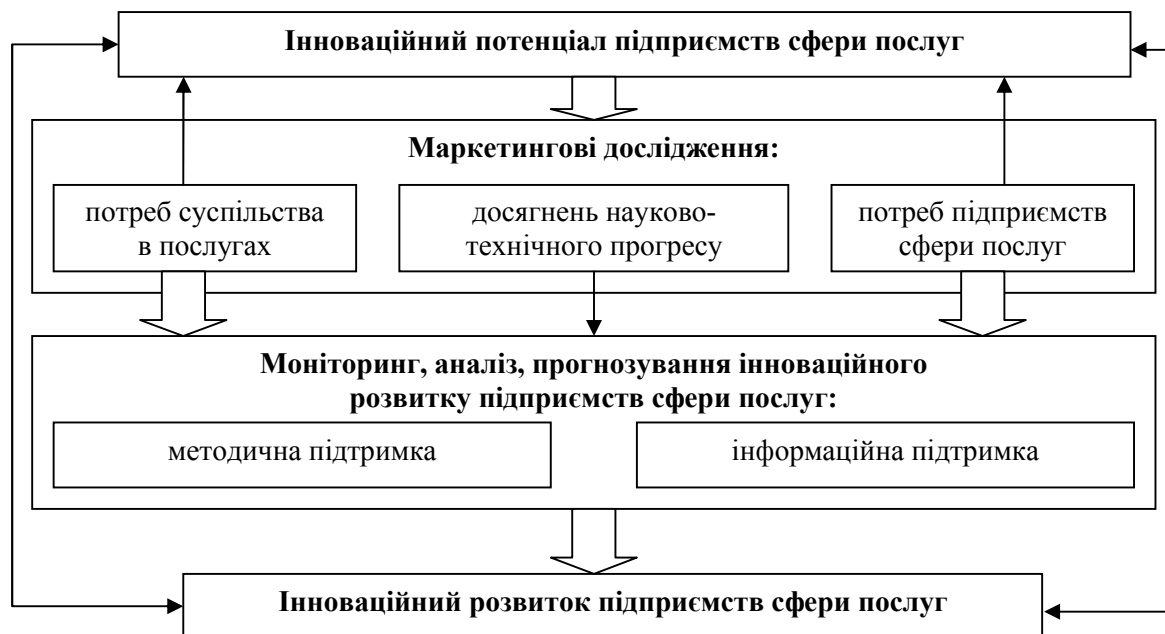 Інноваційний потенціал підприємств сфери послуг
Маркетингові дослідження:
потреб суспільства
в послугах
досягнень науково-
технічного прогресу
потреб підприємств
сфери послуг
Моніторинг, аналіз, прогнозування інноваційного
розвитку підприємств сфери послуг:
методична підтримка
інформаційна підтримка
Інноваційний розвиток підприємств сфери послуг